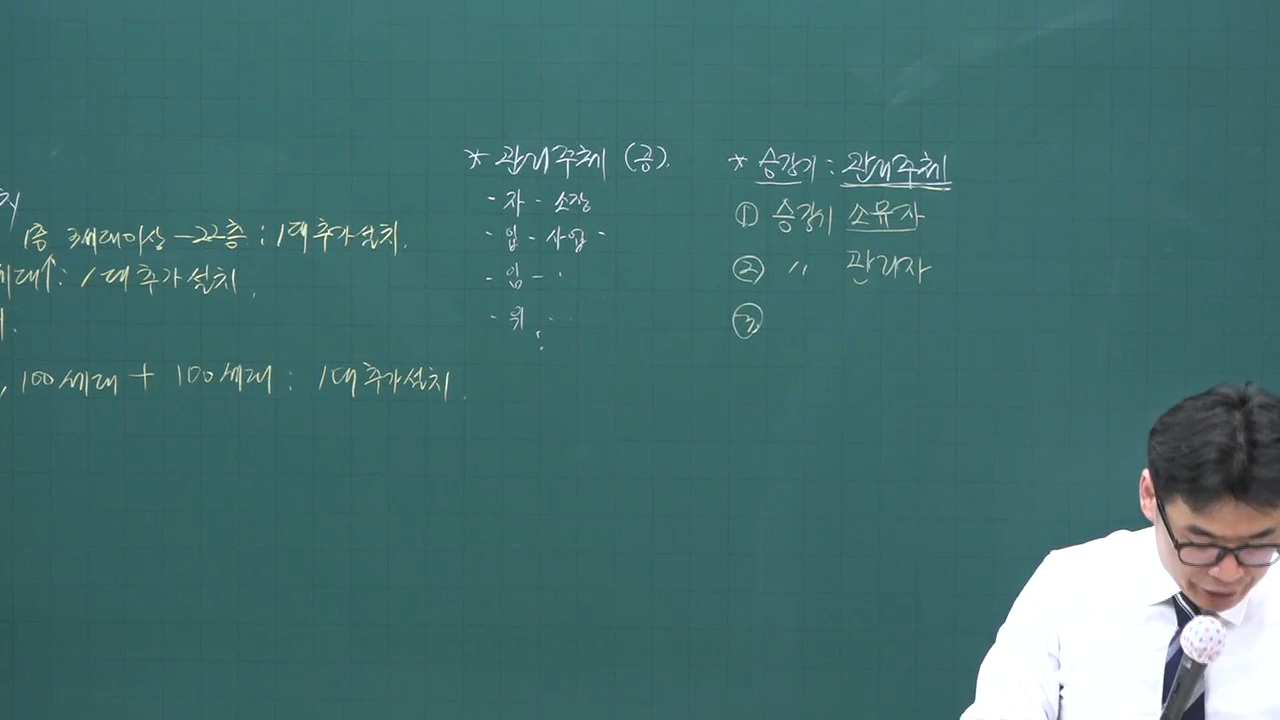 1층 3세대이상 - 22층 : 1대추가설치.
세대↑ : 1대 추가설치.
, 100세대 + 100세대 : 1대 추가설치.
* 관리주체 (공).
- 자 - 소장
- 입 - 사업 -
- 임 - '
- 위
* 승강기 : 관리주체
① 승강기 소유자
② 〃 관리자
③